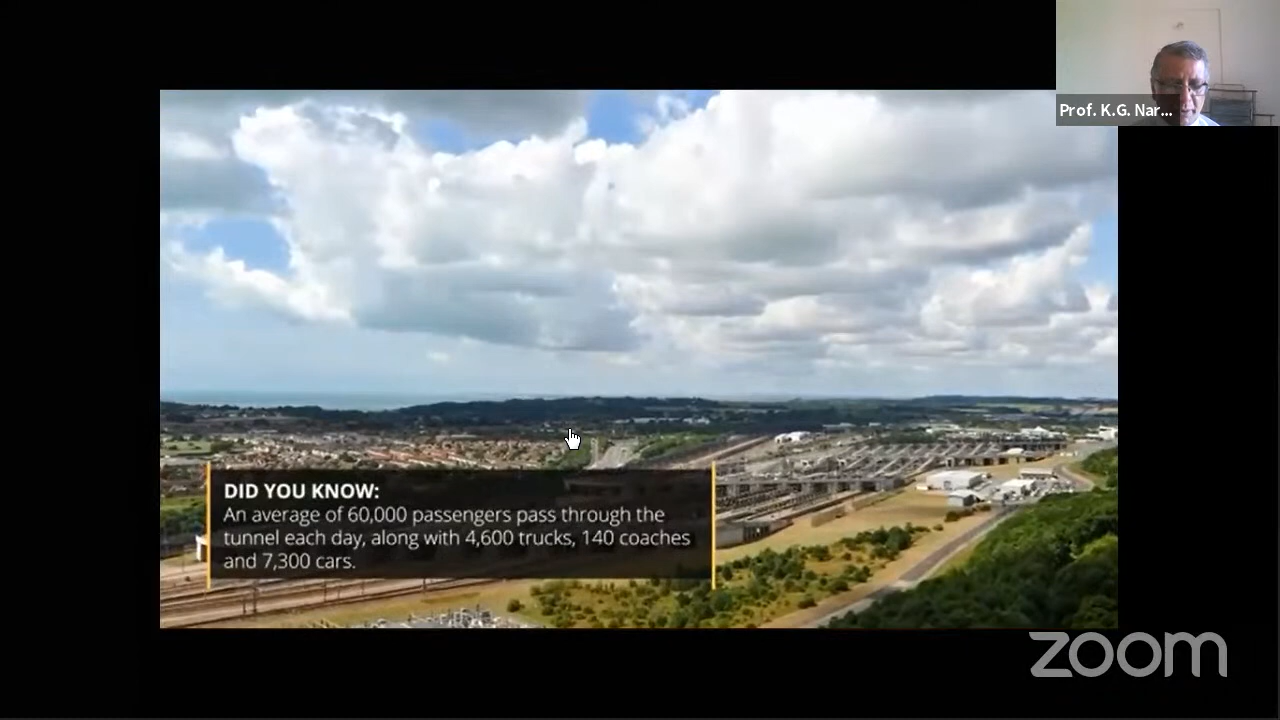 Prof. K.G. Nar...
DID YOU KNOW:
An average of 60,000 passengers pass through the
tunnel each day, along with 4,600 trucks, 140 coaches
and 7,300 cars.
zoom